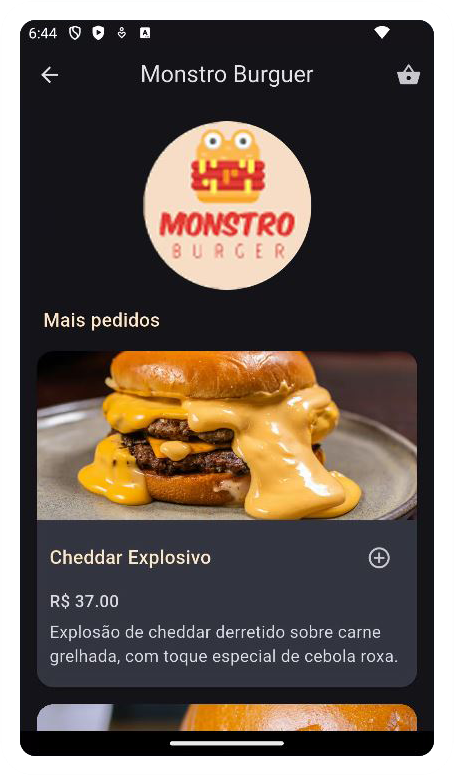 6:44
Monstro Burguer
MONSTRO
BURGER
Mais pedidos
Cheddar Explosivo
R$ 37.00
Explosão de cheddar derretido sobre carne
grelhada, com toque especial de cebola roxa.